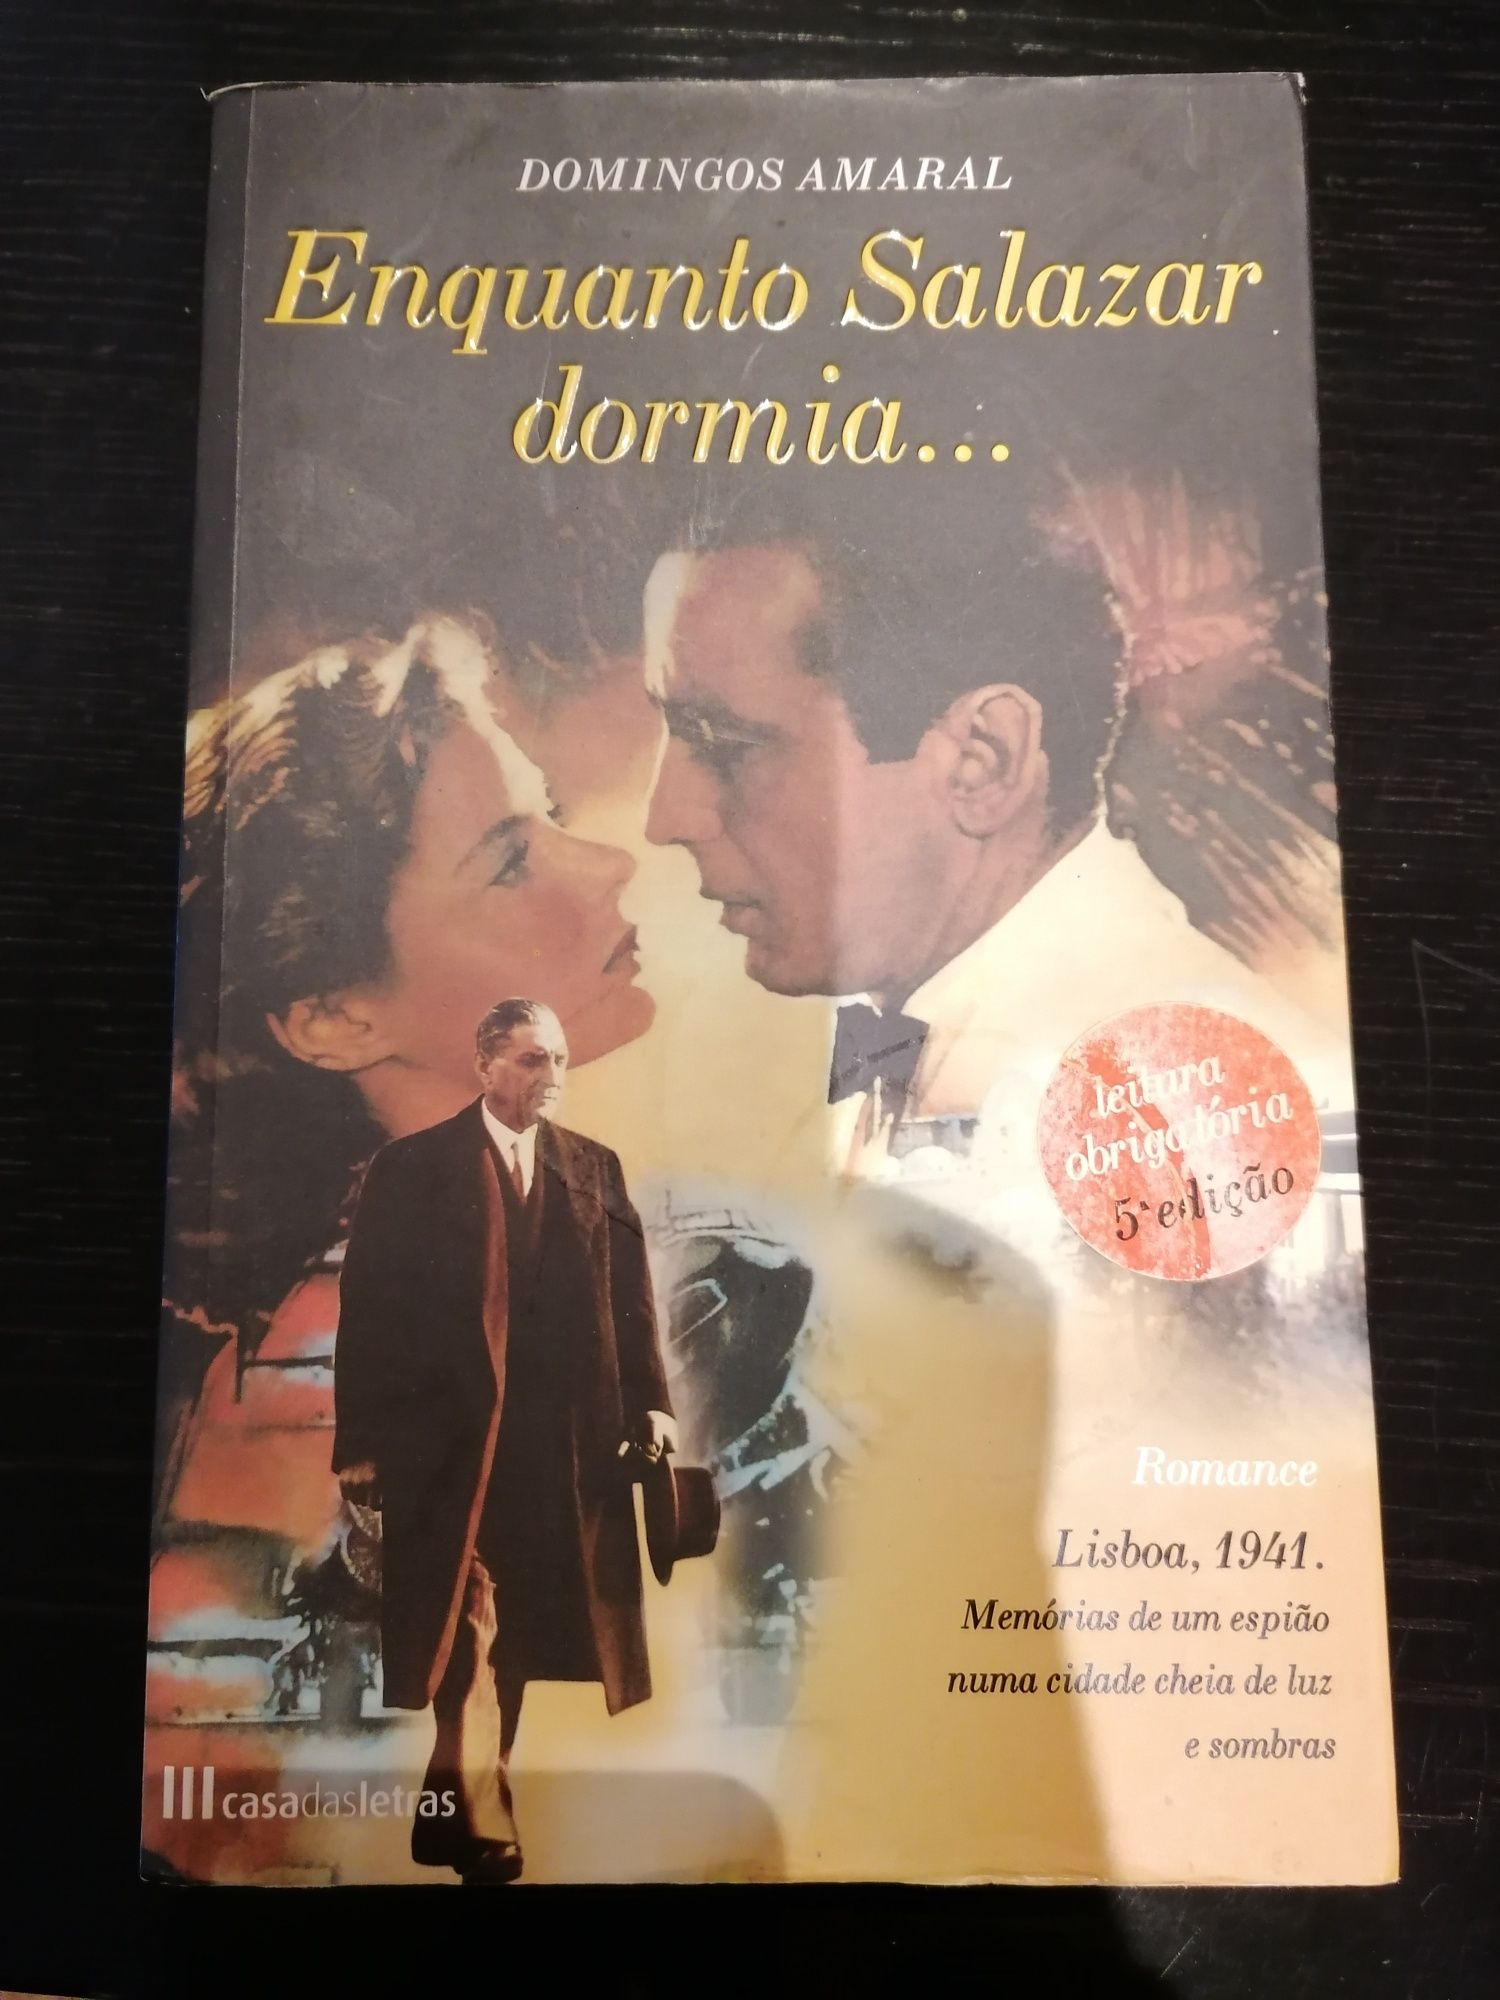 DOMINGOS AMARAL
Enquanto Salazar
dormia...
leitura
obrigatória
5ª edição
Romance
Lisboa, 1941.
Memórias de um espião
numa cidade cheia de luz
e sombras
casadasletras